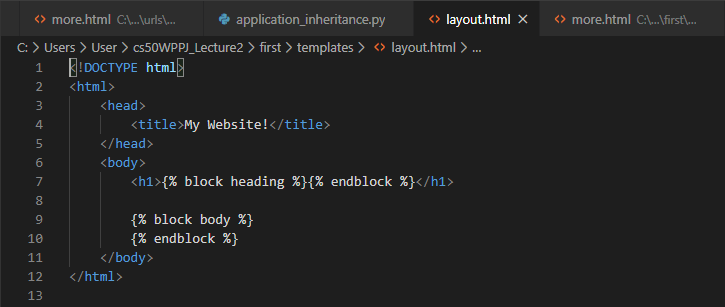 more.html C:\...\urls\... application_inheritance.py layout.html more.html C:\...\first\...
C: > Users > User > cs50WPPJ_Lecture2 > first > templates > layout.html > ...
1 <!DOCTYPE html>
2 <html>
3     <head>
4         <title>My Website!</title>
5     </head>
6     <body>
7         <h1>{% block heading %}{% endblock %}</h1>
8
9         {% block body %}
10         {% endblock %}
11     </body>
12 </html>
13